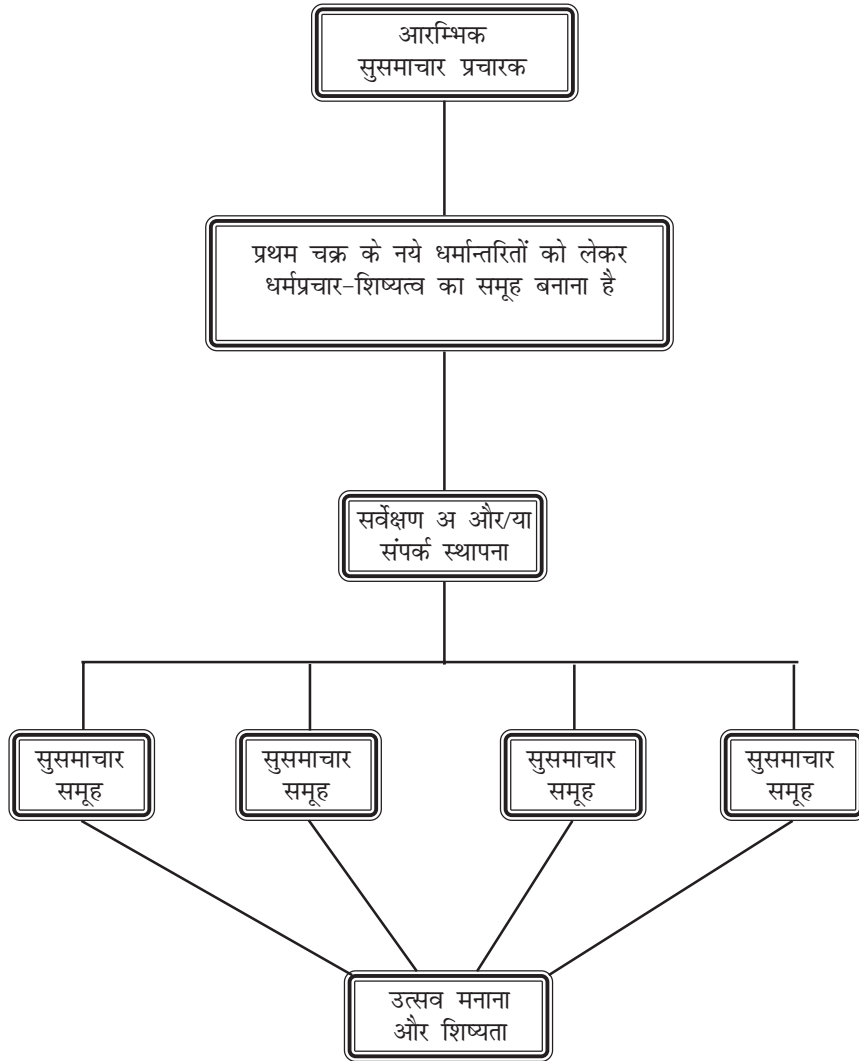 आरम्भिक
सुसमाचार प्रचारक
प्रथम चक्र के नये धर्मान्तरितों को लेकर
धर्मप्रचार-शिष्यत्व का समूह बनाना है
सर्वेक्षण अ और/या
संपर्क स्थापना
सुसमाचार
समूह
सुसमाचार
समूह
सुसमाचार
समूह
सुसमाचार
समूह
उत्सव मनाना
और शिष्यता